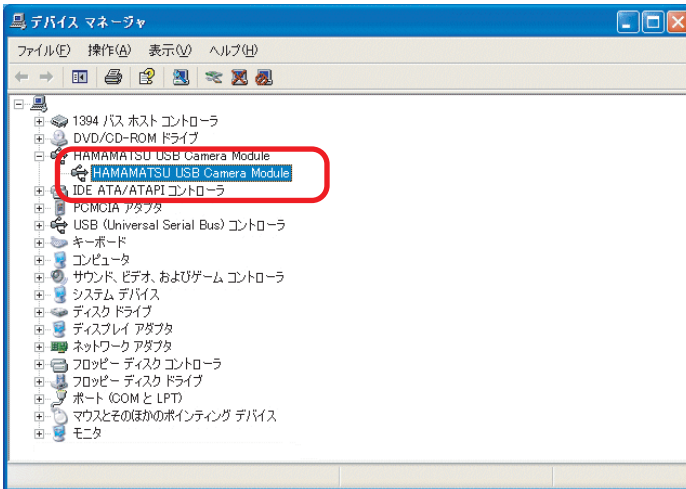 デバイス マネージャ
ファイル(F) 操作(A) 表示(V) ヘルプ(H)
1394 バス ホスト コントローラ
DVD/CD-ROM ドライブ
HAMAMATSU USB Camera Module
HAMAMATSU USB Camera Module
IDE ATA/ATAPI コントローラ
PCMCIA アダプタ
USB (Universal Serial Bus) コントローラ
キーボード
コンピュータ
サウンド、ビデオ、およびゲーム コントローラ
システム デバイス
ディスク ドライブ
ディスプレイ アダプタ
ネットワーク アダプタ
フロッピー ディスク コントローラ
フロッピー ディスク ドライブ
ポート (COM と LPT)
マウスとそのほかのポインティング デバイス
モニタ